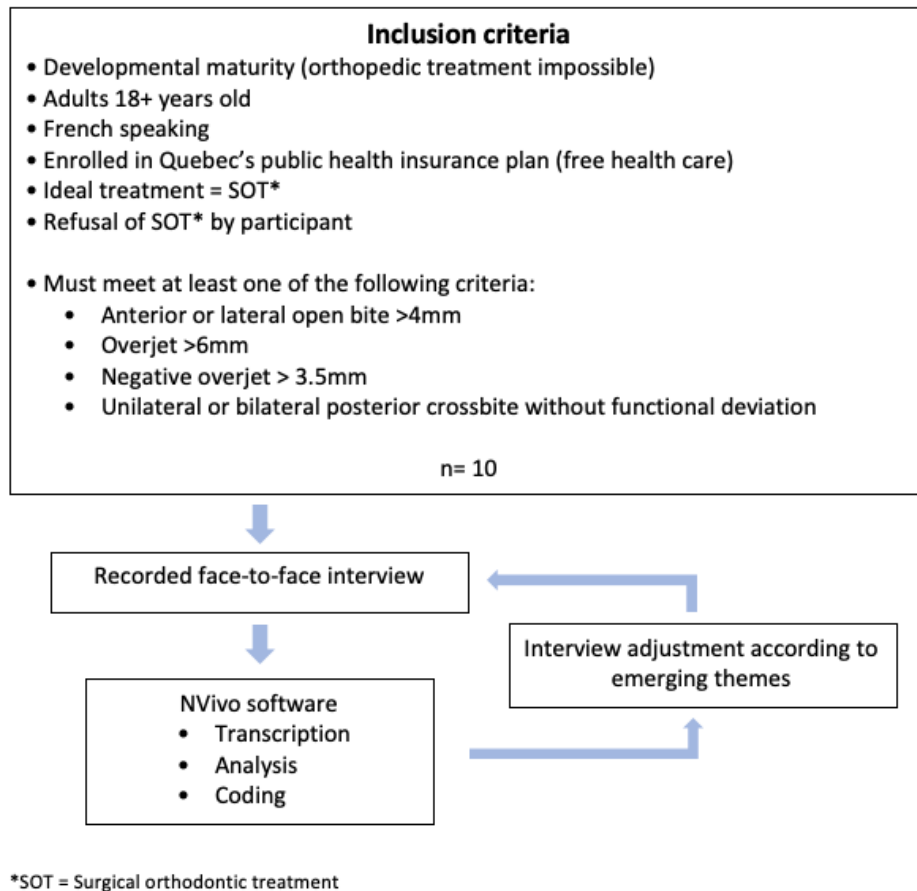 Inclusion criteria
• Developmental maturity (orthopedic treatment impossible)
• Adults 18+ years old
• French speaking
• Enrolled in Quebec’s public health insurance plan (free health care)
• Ideal treatment = SOT*
• Refusal of SOT* by participant
• Must meet at least one of the following criteria:
• Anterior or lateral open bite >4mm
• Overjet >6mm
• Negative overjet > 3.5mm
• Unilateral or bilateral posterior crossbite without functional deviation
n= 10
Recorded face-to-face interview
NVivo software
• Transcription
• Analysis
• Coding
Interview adjustment according to
emerging themes
*SOT = Surgical orthodontic treatment